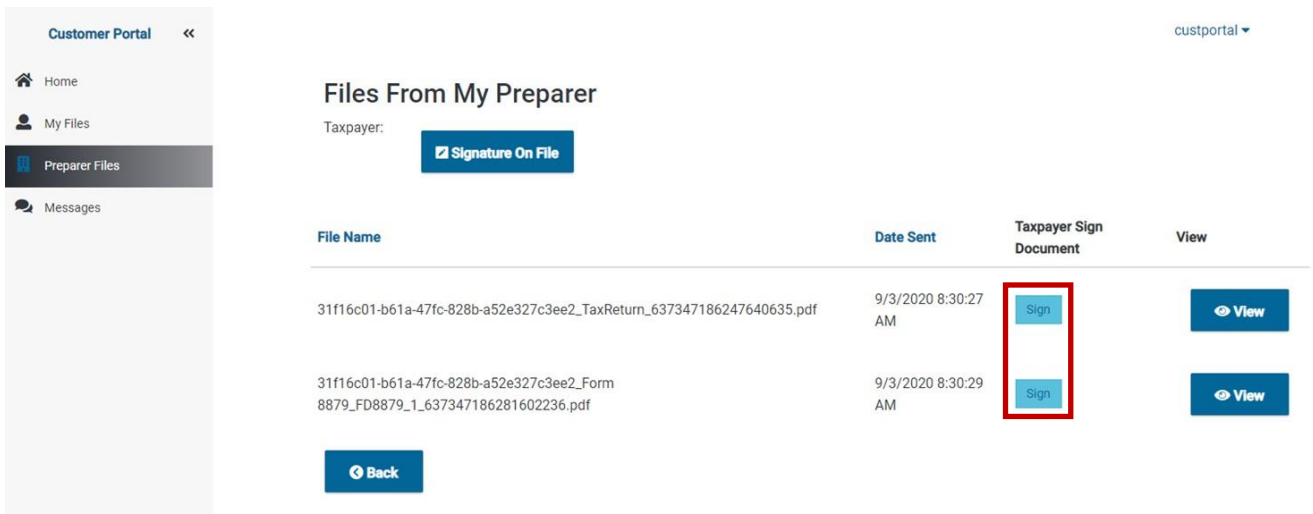 Customer Portal
custportal
Home
My Files
Preparer Files
Messages
Files From My Preparer
Taxpayer:
Signature On File
File Name
Date Sent
Taxpayer Sign
Document
View
31f16c01-b61a-47fc-828b-a52e327c3ee2_TaxReturn_637347186247640635.pdf
9/3/2020 8:30:27
AM
Sign
View
31f16c01-b61a-47fc-828b-a52e327c3ee2_Form
8879_FD8879_1_637347186281602236.pdf
9/3/2020 8:30:29
AM
Sign
View
Back